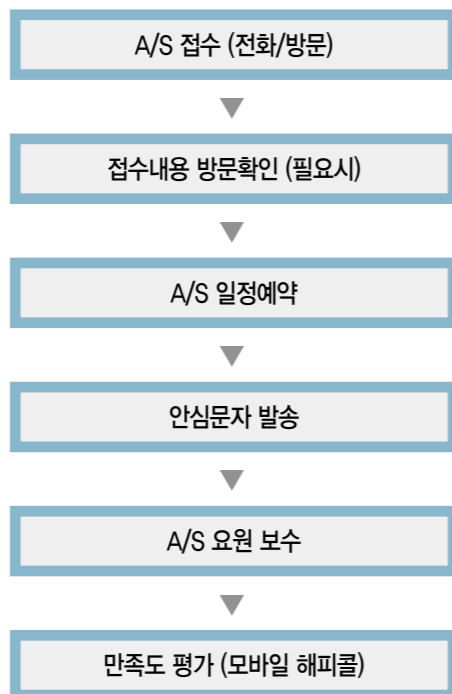 A/S 접수 (전화/방문)
접수내용 방문확인 (필요시)
A/S 일정예약
안심문자 발송
A/S 요원 보수
만족도 평가 (모바일 해피콜)